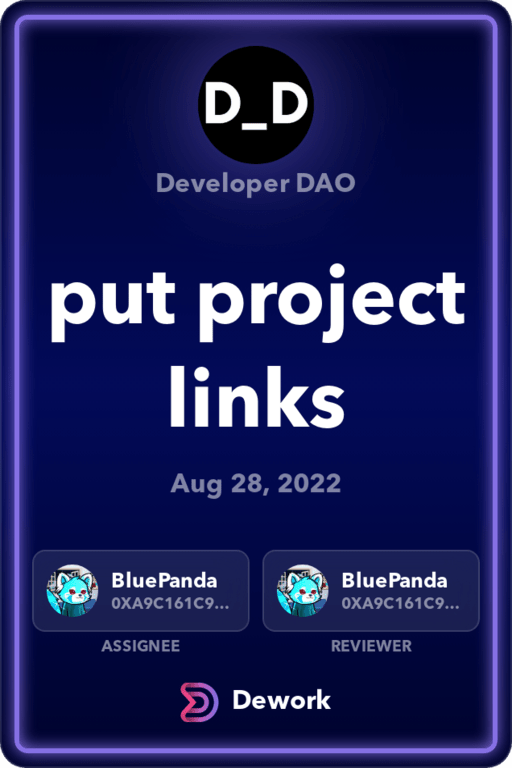 D_D
Developer DAO
put project
links
Aug 28, 2022
BluePanda
0XA9C161C9...
ASSIGNEE
BluePanda
0XA9C161C9...
REVIEWER
Dework